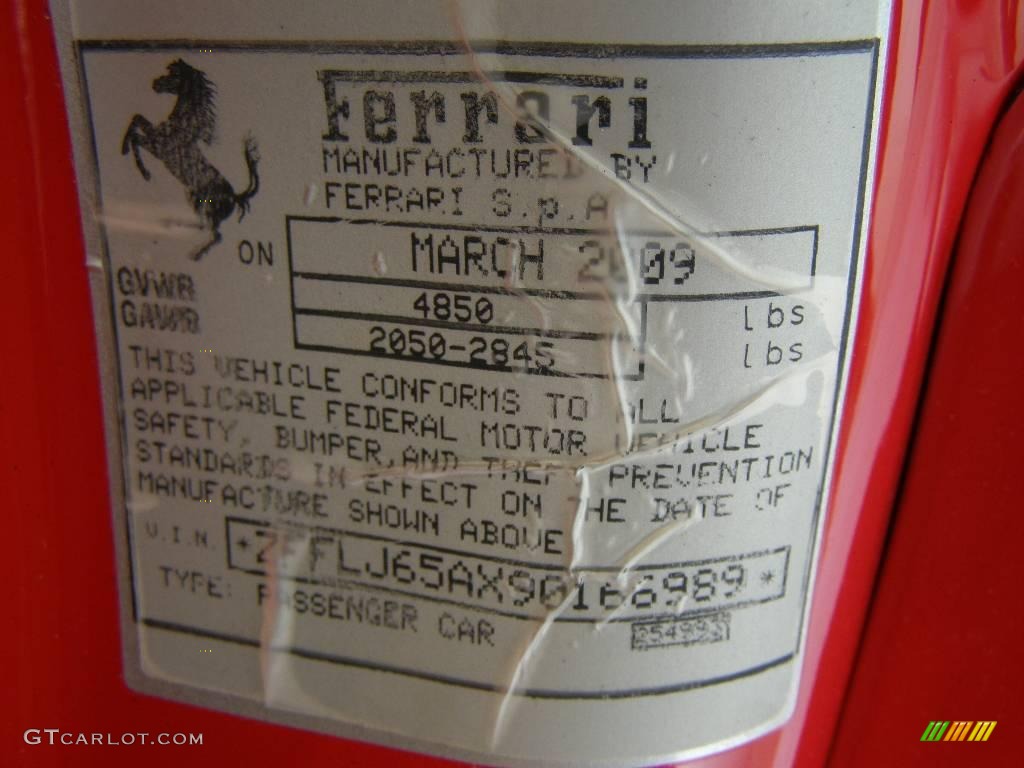 Ferrari
MANUFACTURED BY
FERRARI S.p.A
ON MARCH 2009
GVWR 4850 lbs
GAWR 2050-2845 lbs
THIS VEHICLE CONFORMS TO ALL
APPLICABLE FEDERAL MOTOR VEHICLE
SAFETY, BUMPER, AND THEFT PREVENTION
STANDARDS IN EFFECT ON THE DATE OF
MANUFACTURE SHOWN ABOVE
V.I.N. *ZFFLJ65AX90166989*
TYPE: PASSENGER CAR
GTCARLOT.COM